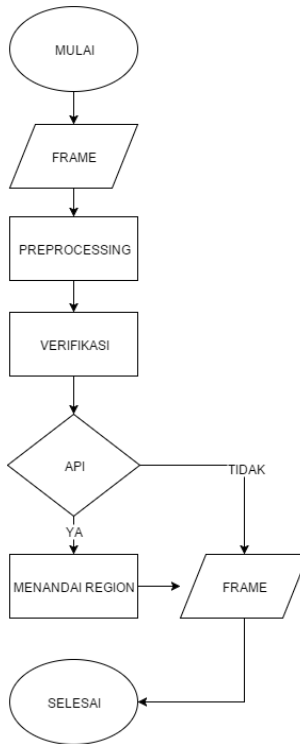 MULAI
FRAME
PREPROCESSING
VERIFIKASI
API
TIDAK
YA
MENANDAI REGION
FRAME
SELESAI